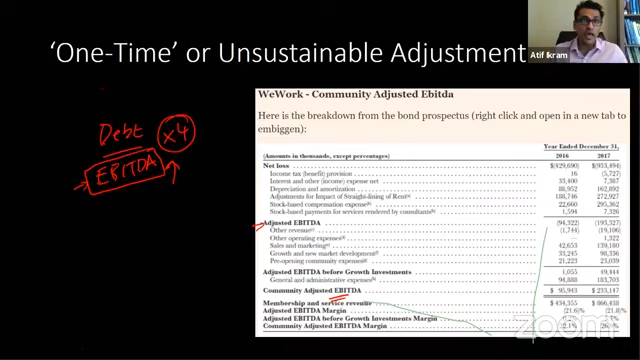 'One-Time' or Unsustainable Adjustment
Atif Ikram
Debt x4
EBITDA
WeWork - Community Adjusted Ebitda
Here is the breakdown from the bond prospectus (right click and open in a new tab to
embiggen):
Year Ended December 31,
(Amounts in thousands, except percentages) 2016 2017
Net loss $(429,690) $(933,494)
Income tax (benefit) provision 16 (5,727)
Interest and other (income) expense net 33,400 7,387
Depreciation and amortization 88,952 162,892
Adjustments for Impact of Straight-lining of Rent 188,746 272,927
Stock-based compensation expense 22,660 295,362
Stock-based payments for services rendered by consultants 1,594 7,326
Adjusted EBITDA (94,322) (193,327)
Other revenue (1,744) (19,106)
Other operating expenses — 1,322
Sales and marketing 42,653 139,180
Growth and new market development 33,245 98,336
Pre-opening community expenses 21,223 23,039
Adjusted EBITDA before Growth Investments 1,055 49,444
General and administrative expenses 94,888 183,703
Community Adjusted EBITDA $ 95,943 $ 233,147
Membership and service revenue $ 434,355 $ 866,438
Adjusted EBITDA Margin (21.6)% (21.8)%
Adjusted EBITDA before Growth Investments Margin
Community Adjusted EBITDA Margin
zoom